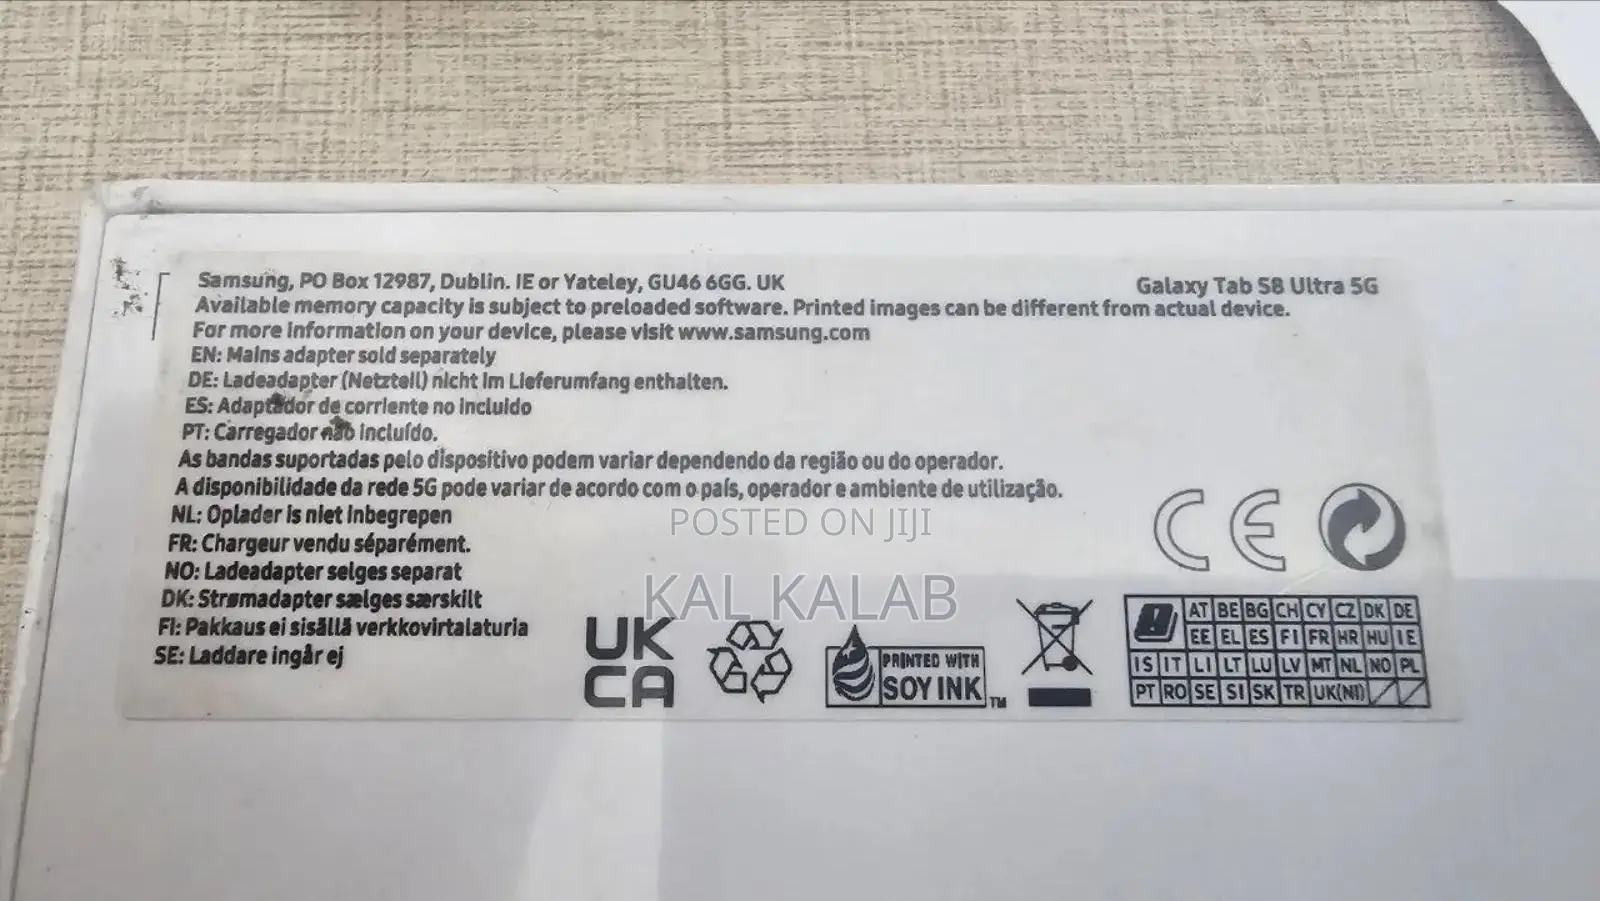 Samsung, PO Box 12987, Dublin. IE or Yateley, GU46 6GG. UK
Galaxy Tab S8 Ultra 5G
Available memory capacity is subject to preloaded software. Printed images can be different from actual device.
For more information on your device, please visit www.samsung.com
EN: Mains adapter sold separately
DE: Ladeadapter (Netzteil) nicht im Lieferumfang enthalten.
ES: Adaptador de corriente no incluido
PT: Carregador não incluído.
As bandas suportadas pelo dispositivo podem variar dependendo da região ou do operador.
A disponibilidade da rede 5G pode variar de acordo com o país, operador e ambiente de utilização.
NL: Oplader is niet inbegrepen
FR: Chargeur vendu séparément.
NO: Ladeadapter selges separat
DK: Strømadapter sælges særskilt
FI: Pakkaus ei sisällä verkkovirtalaturia
SE: Laddare ingår ej
POSTED ON JIJI
KAL KALAB
CE
UK
CA
PRINTED WITH
SOY INK™
! AT BE BG CH CY CZ DK DE
EE EL ES FI FR HR HU IE
IS IT LI LT LU LV MT NL NO PL
PT RO SE SI SK TR UK(NI)